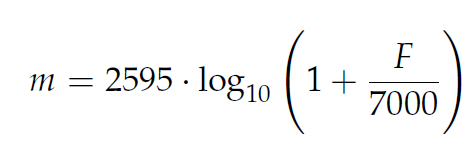 m = 2595 · log₁₀ (1 + F/7000)